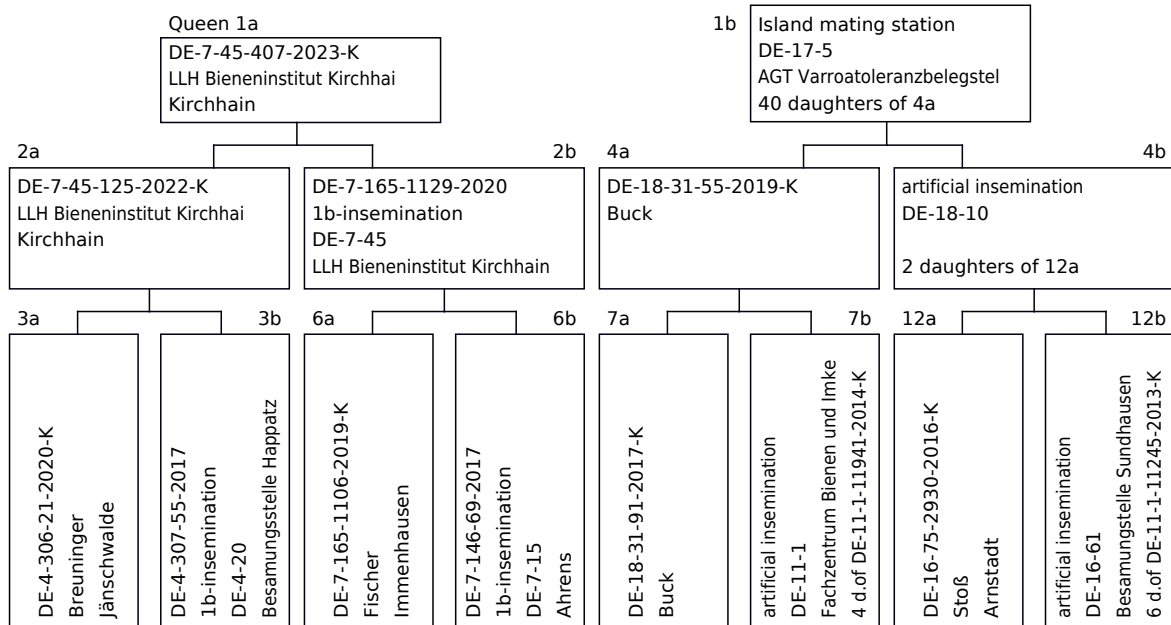 Queen 1a
DE-7-45-407-2023-K
LLH Bieneninstitut Kirchhai
Kirchhain
1b
Island mating station
DE-17-5
AGT Varroatoleranzbelegstel
40 daughters of 4a
2a
DE-7-45-125-2022-K
LLH Bieneninstitut Kirchhai
Kirchhain
2b
DE-7-165-1129-2020
1b-insemination
DE-7-45
LLH Bieneninstitut Kirchhain
4a
DE-18-31-55-2019-K
Buck
4b
artificial insemination
DE-18-10
2 daughters of 12a
3a
DE-4-306-21-2020-K
Breuninger
Jänschwalde
3b
DE-4-307-55-2017
1b-insemination
DE-4-20
Besamungsstelle Happatz
6a
DE-7-165-1106-2019-K
Fischer
Immenhausen
6b
DE-7-146-69-2017
1b-insemination
DE-7-15
Ahrens
7a
DE-18-31-91-2017-K
Buck
7b
artificial insemination
DE-11-1
Fachzentrum Bienen und Imke
4 d.of DE-11-1-11941-2014-K
12a
DE-16-75-2930-2016-K
Stoß
Arnstadt
12b
artificial insemination
DE-16-61
Besamungstelle Sundhausen
6 d.of DE-11-1-11245-2013-K